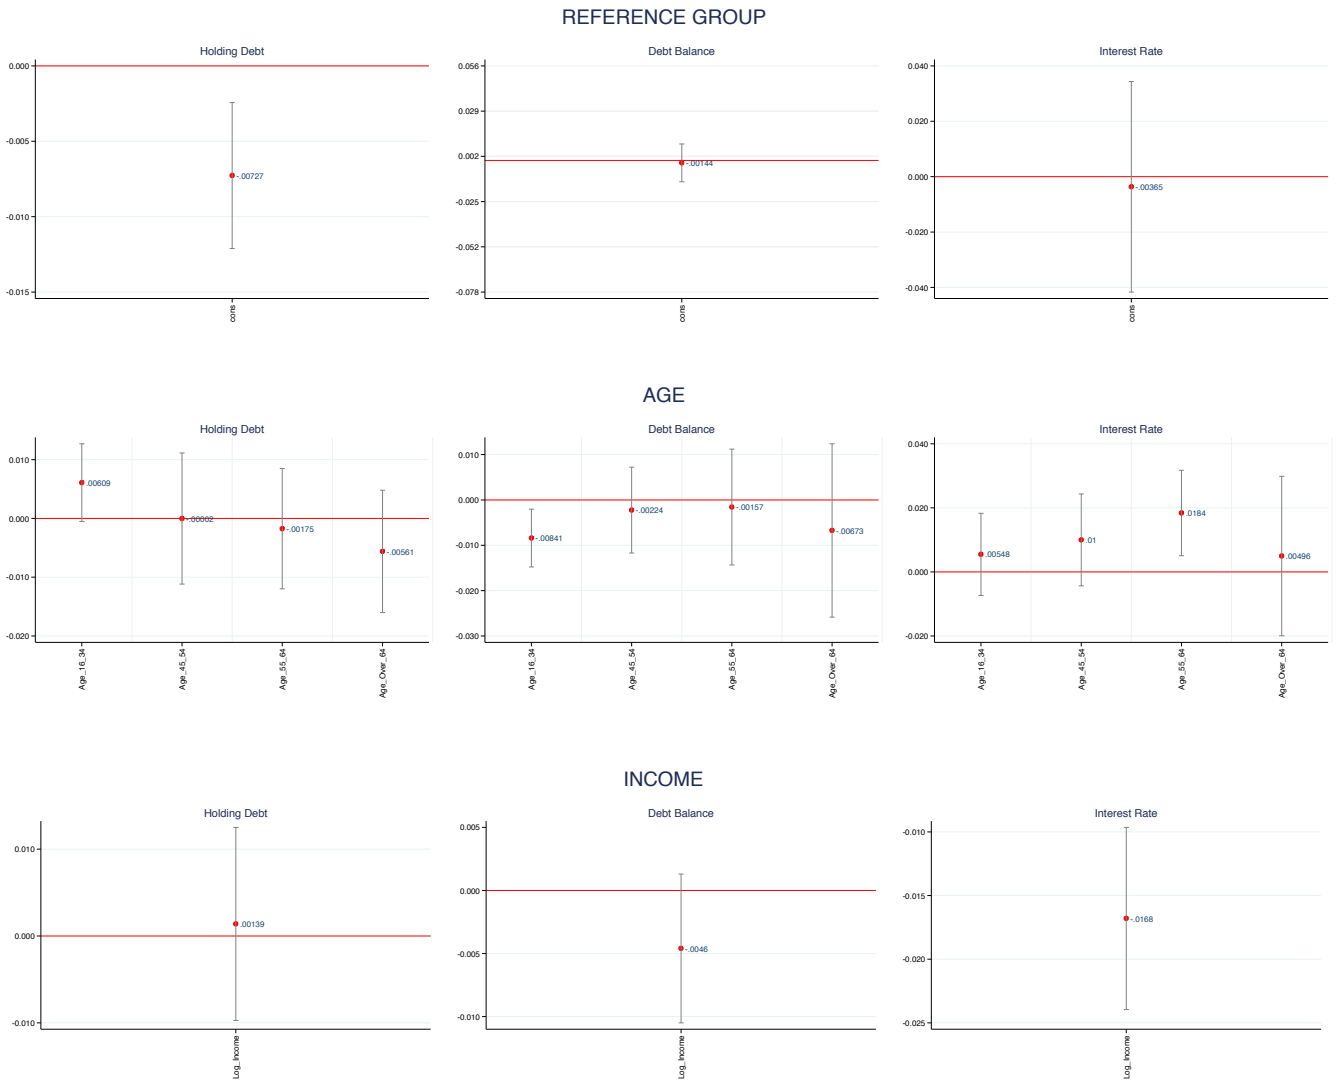 REFERENCE GROUP
Holding Debt
0.000
-0.005
-0.010
-0.015
-.00727
cons
Debt Balance
0.056
0.029
0.002
-0.025
-0.052
-0.078
-.00144
cons
Interest Rate
0.040
0.020
0.000
-0.020
-0.040
-.00365
cons
AGE
Holding Debt
0.010
0.000
-0.010
-0.020
.00609
-.00002
-.00175
-.00561
Age_16_34
Age_45_54
Age_55_64
Age_Over_64
Debt Balance
0.010
0.000
-0.010
-0.020
-0.030
-.00841
-.00224
-.00157
-.00673
Age_16_34
Age_45_54
Age_55_64
Age_Over_64
Interest Rate
0.040
0.020
0.000
-0.020
.00548
.01
.0184
.00496
Age_16_34
Age_45_54
Age_55_64
Age_Over_64
INCOME
Holding Debt
0.010
0.000
-0.010
.00139
Log_Income
Debt Balance
0.005
0.000
-0.005
-0.010
-.0046
Log_Income
Interest Rate
-0.010
-0.015
-0.020
-0.025
-.0168
Log_Income